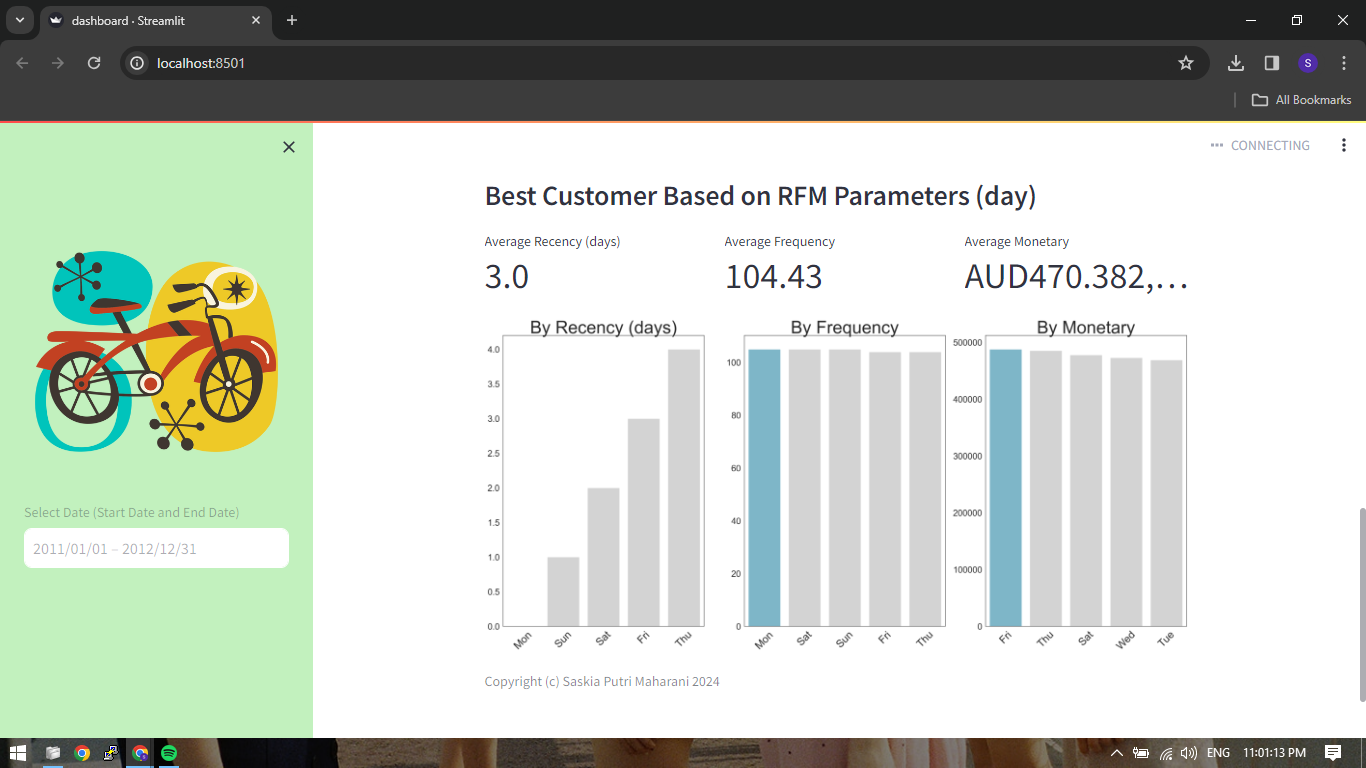 dashboard · Streamlit
localhost:8501
S
All Bookmarks
CONNECTING
Select Date (Start Date and End Date)
2011/01/01 – 2012/12/31
Best Customer Based on RFM Parameters (day)
Average Recency (days)
3.0
Average Frequency
104.43
Average Monetary
AUD470.382,...
By Recency (days)
4.0
3.5
3.0
2.5
2.0
1.5
1.0
0.5
0.0
Mon Sun Sat Fri Thu
By Frequency
100
80
60
40
20
0
Mon Sat Sun Fri Thu
By Monetary
500000
400000
300000
200000
100000
0
Fri Thu Sat Wed Tue
Copyright (c) Saskia Putri Maharani 2024
ENG 11:01:13 PM